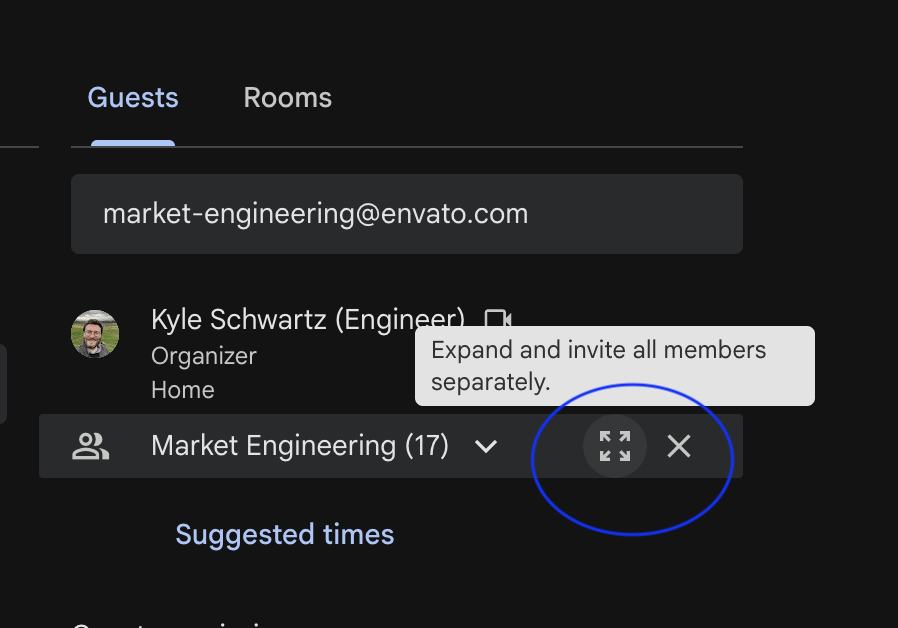 Guests
Rooms
market-engineering@envato.com
Kyle Schwartz (Engineer)
Organizer
Home
Expand and invite all members
separately.
Market Engineering (17)
Suggested times